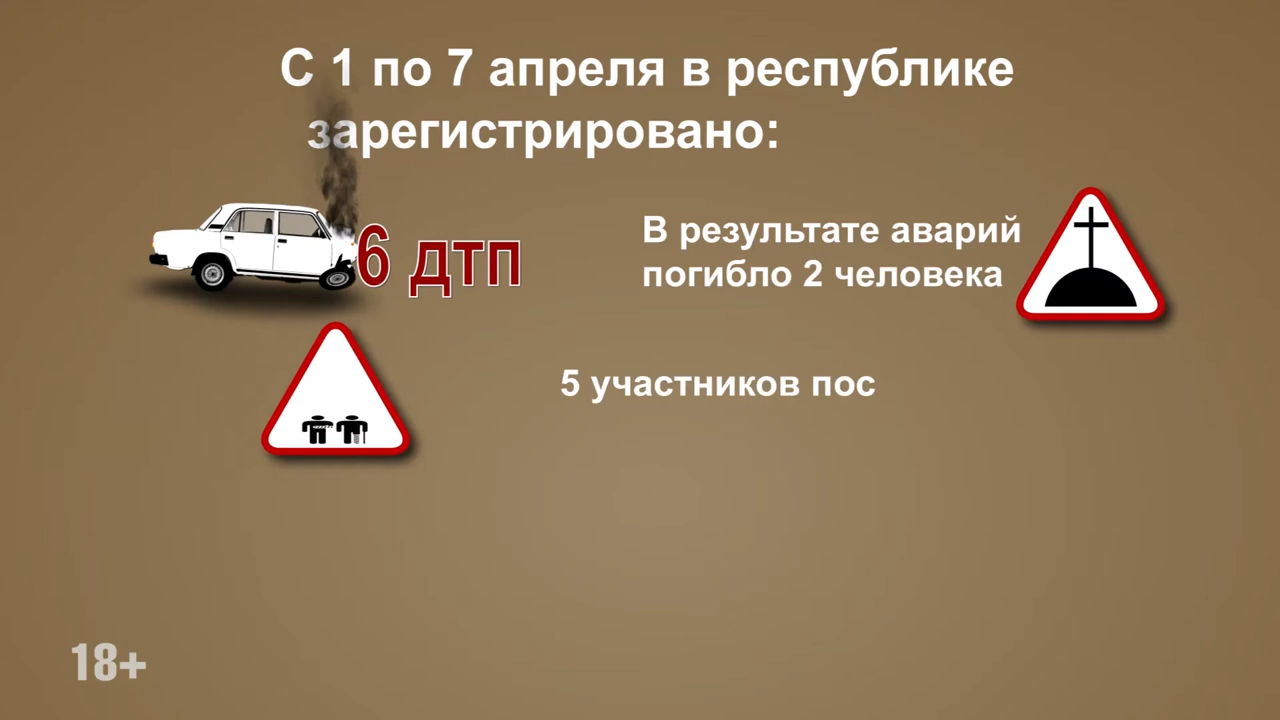 С 1 по 7 апреля в республике
зарегистрировано:
6 ДТП
В результате аварий
погибло 2 человека
5 участников пос
18+